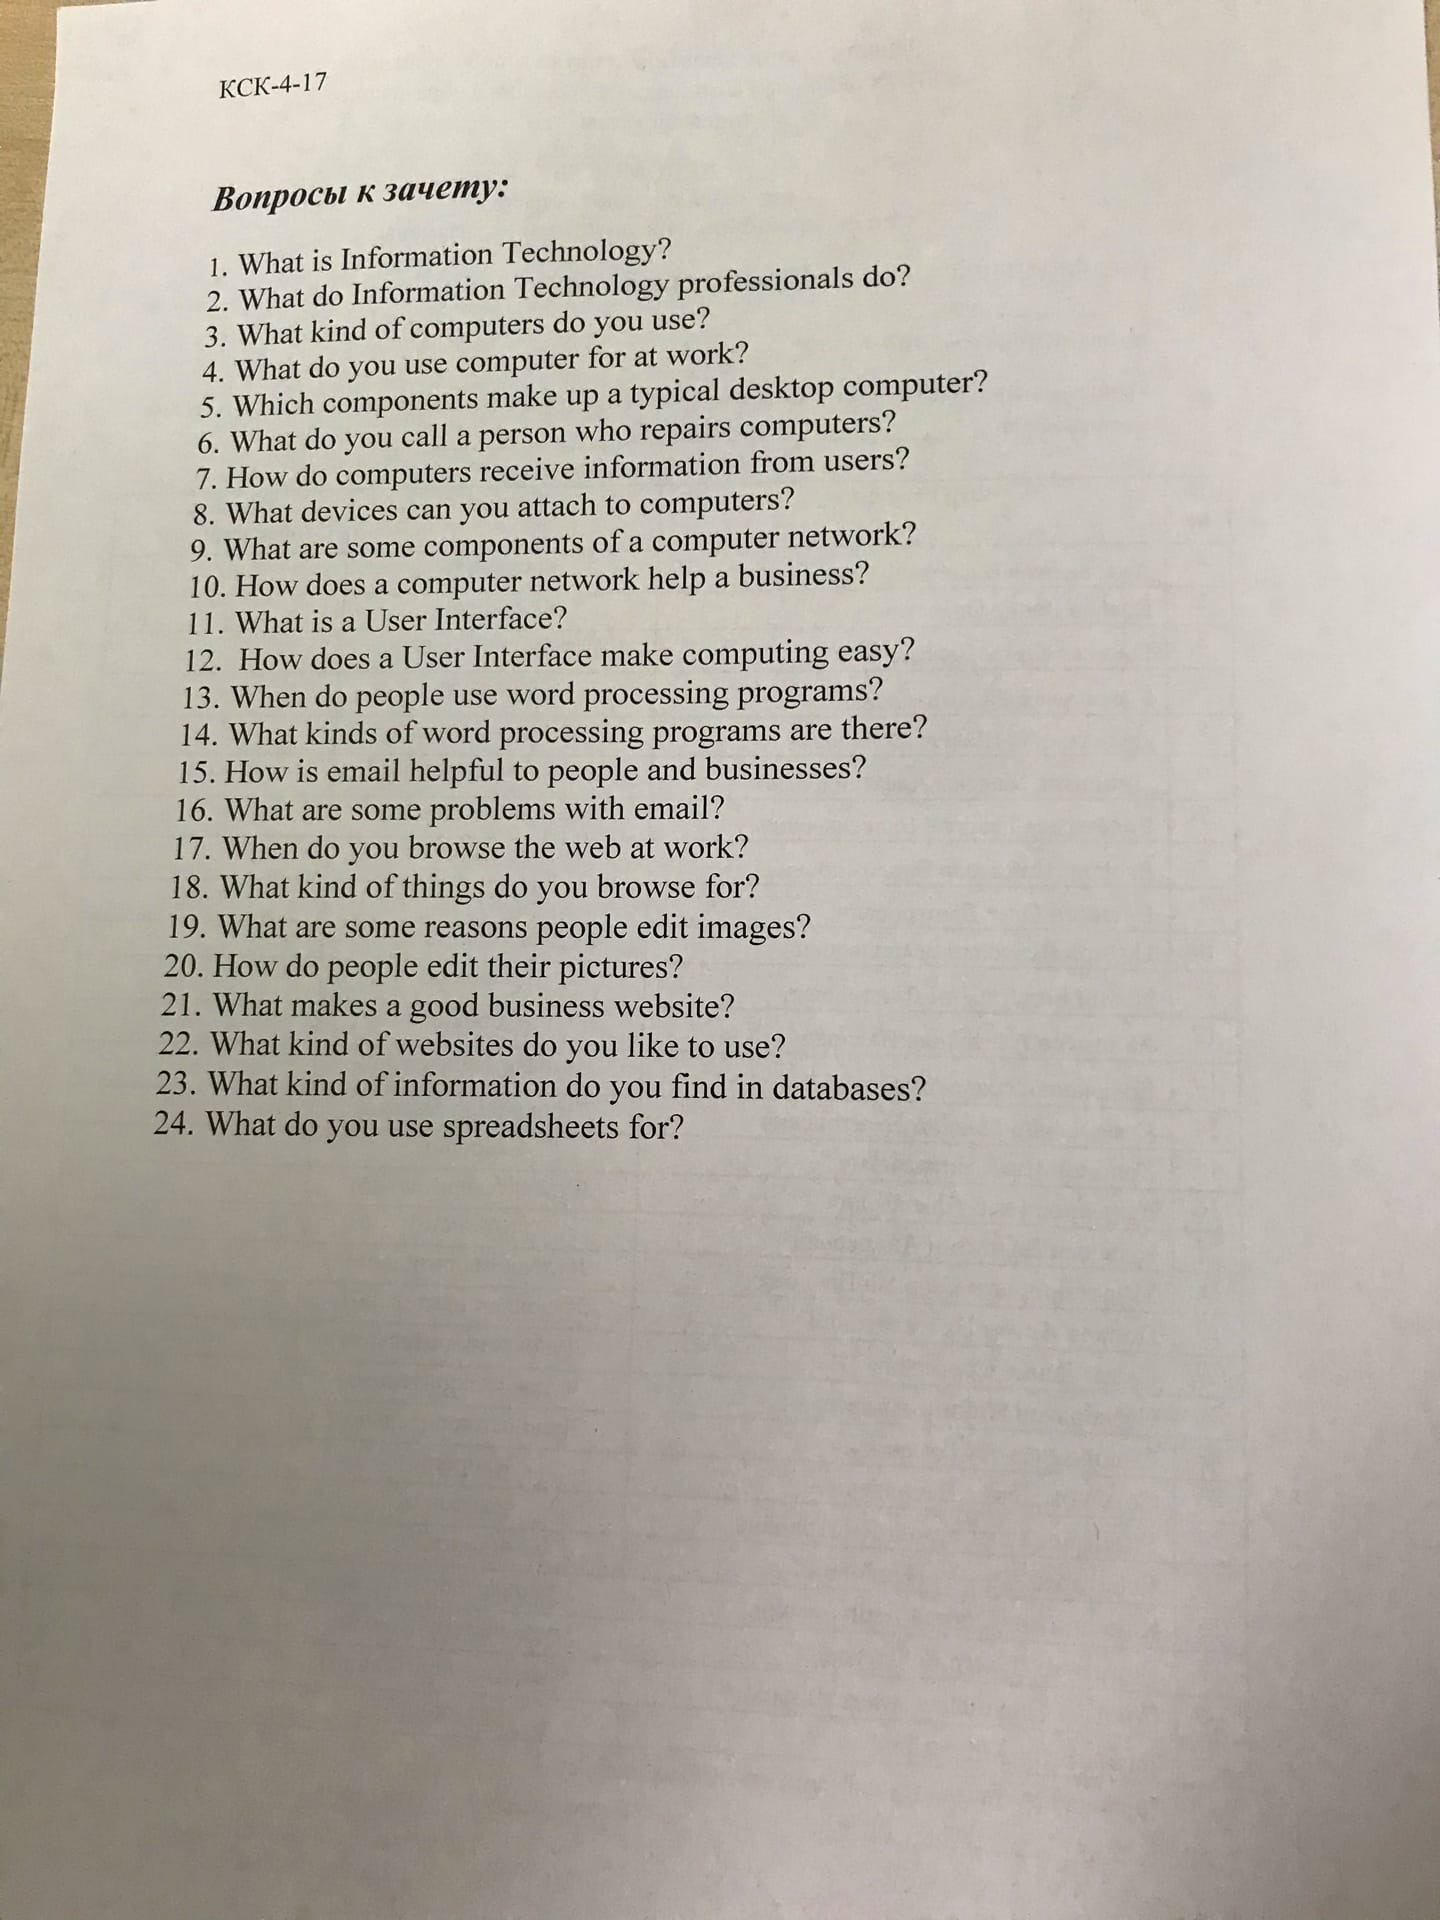 КСК-4-17
Вопросы к зачету:
1. What is Information Technology?
2. What do Information Technology professionals do?
3. What kind of computers do you use?
4. What do you use computer for at work?
5. Which components make up a typical desktop computer?
6. What do you call a person who repairs computers?
7. How do computers receive information from users?
8. What devices can you attach to computers?
9. What are some components of a computer network?
10. How does a computer network help a business?
11. What is a User Interface?
12. How does a User Interface make computing easy?
13. When do people use word processing programs?
14. What kinds of word processing programs are there?
15. How is email helpful to people and businesses?
16. What are some problems with email?
17. When do you browse the web at work?
18. What kind of things do you browse for?
19. What are some reasons people edit images?
20. How do people edit their pictures?
21. What makes a good business website?
22. What kind of websites do you like to use?
23. What kind of information do you find in databases?
24. What do you use spreadsheets for?